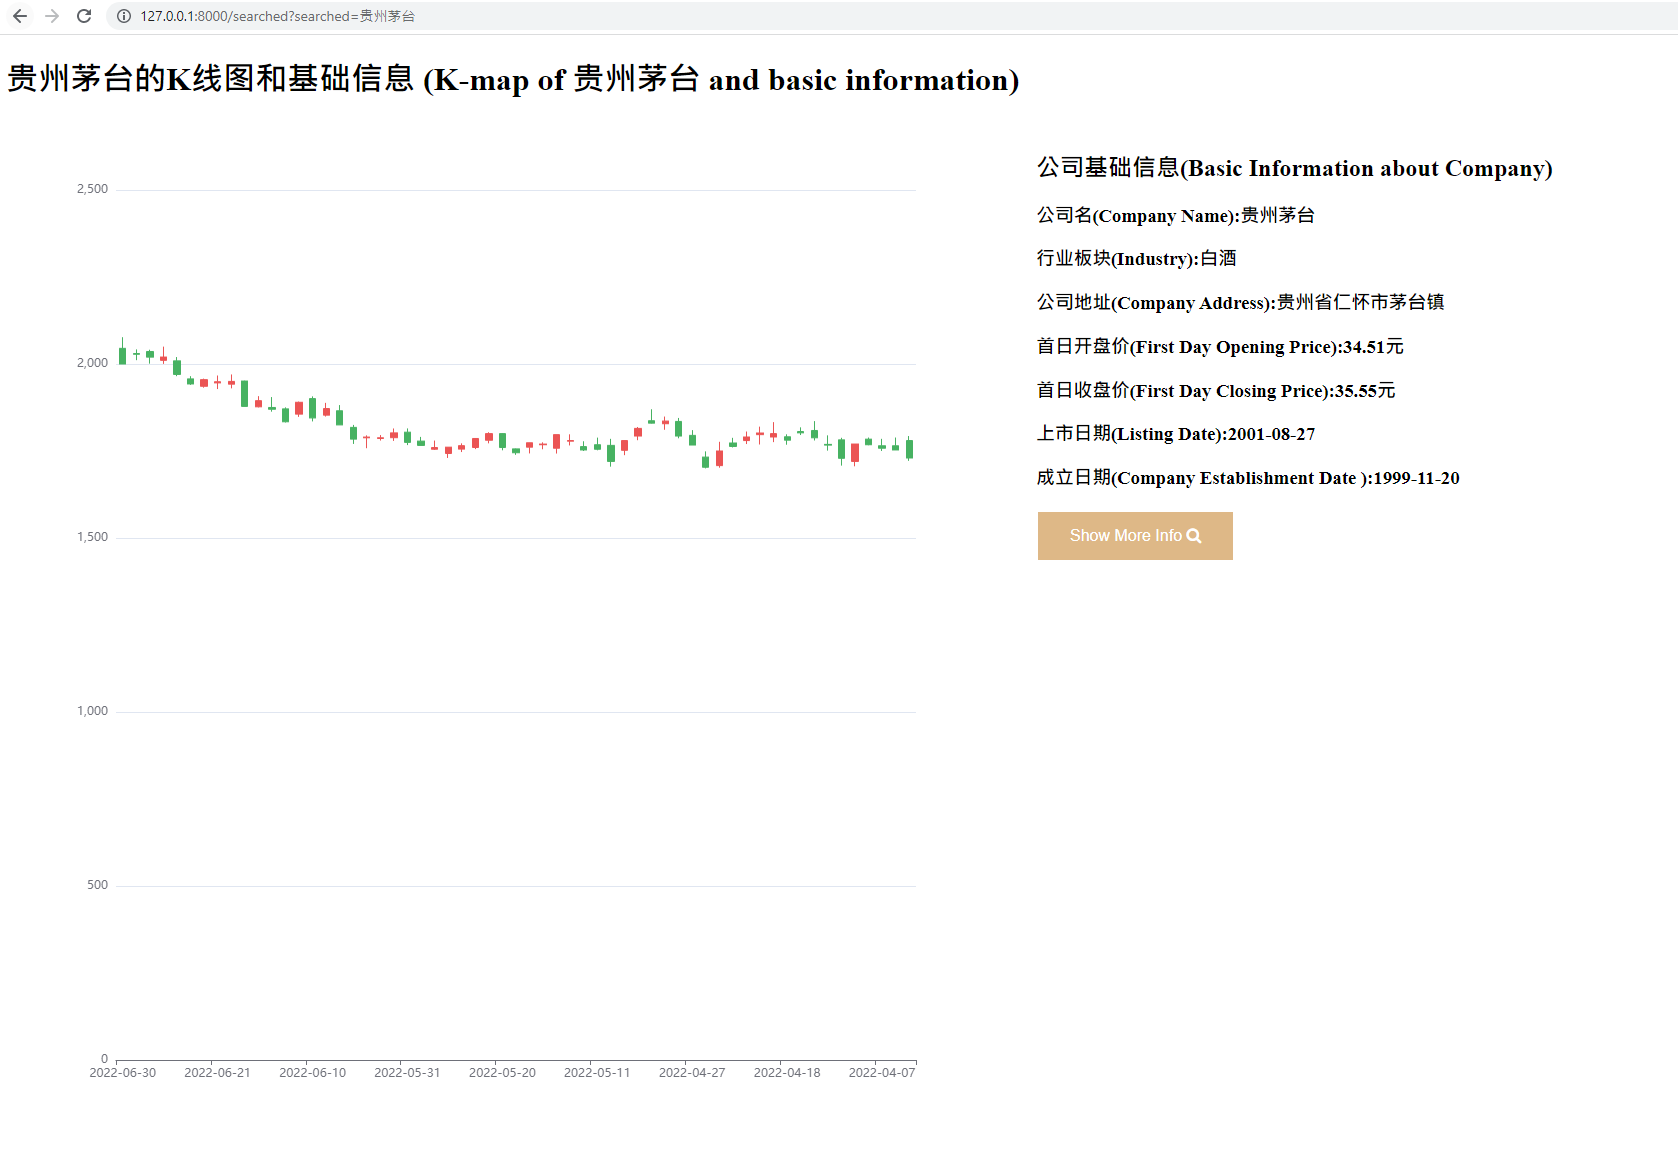 127.0.0.1:8000/searched?searched=贵州茅台
贵州茅台的K线图和基础信息 (K-map of 贵州茅台 and basic information)
2,500
2,000
1,500
1,000
500
0
2022-06-30 2022-06-21 2022-06-10 2022-05-31 2022-05-20 2022-05-11 2022-04-27 2022-04-18 2022-04-07
公司基础信息(Basic Information about Company)
公司名(Company Name):贵州茅台
行业板块(Industry):白酒
公司地址(Company Address):贵州省仁怀市茅台镇
首日开盘价(First Day Opening Price):34.51元
首日收盘价(First Day Closing Price):35.55元
上市日期(Listing Date):2001-08-27
成立日期(Company Establishment Date ):1999-11-20
Show More Info